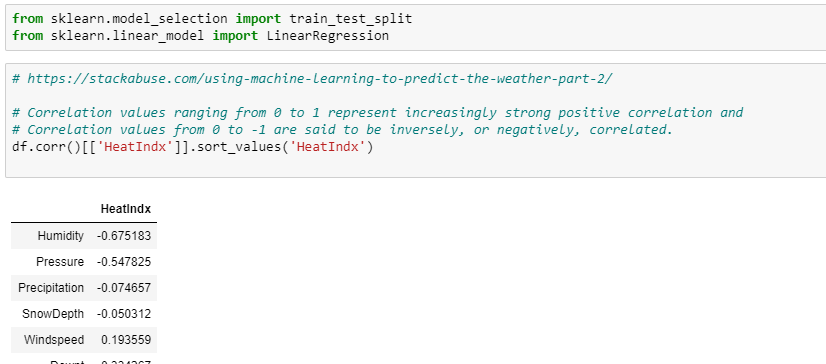 from sklearn.model_selection import train_test_split
from sklearn.linear_model import LinearRegression
# https://stackabuse.com/using-machine-learning-to-predict-the-weather-part-2/
# Correlation values ranging from 0 to 1 represent increasingly strong positive correlation and
# Correlation values from 0 to -1 are said to be inversely, or negatively, correlated.
df.corr()[['HeatIndx']].sort_values('HeatIndx')
HeatIndx
Humidity -0.675183
Pressure -0.547825
Precipitation -0.074657
SnowDepth -0.050312
Windspeed 0.193559